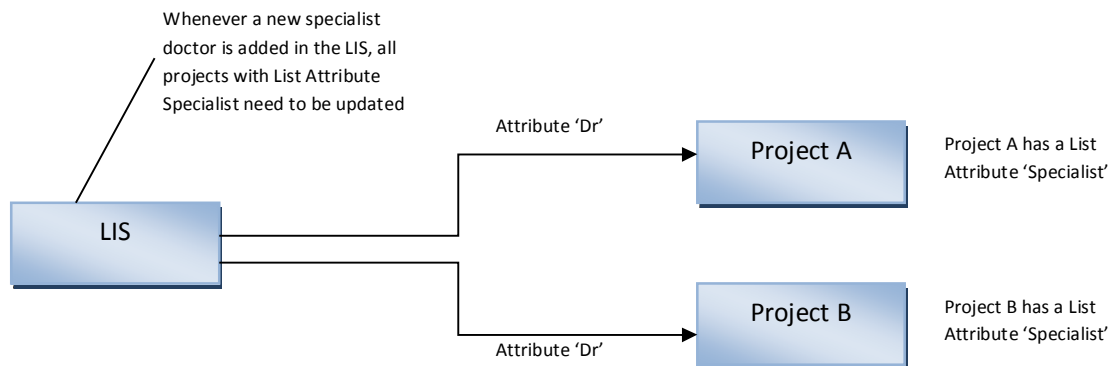 Whenever a new specialist
doctor is added in the LIS, all
projects with List Attribute
Specialist need to be updated
Attribute ‘Dr’
Project A
Project A has a List
Attribute ‘Specialist’
LIS
Project B
Project B has a List
Attribute ‘Specialist’
Attribute ‘Dr’